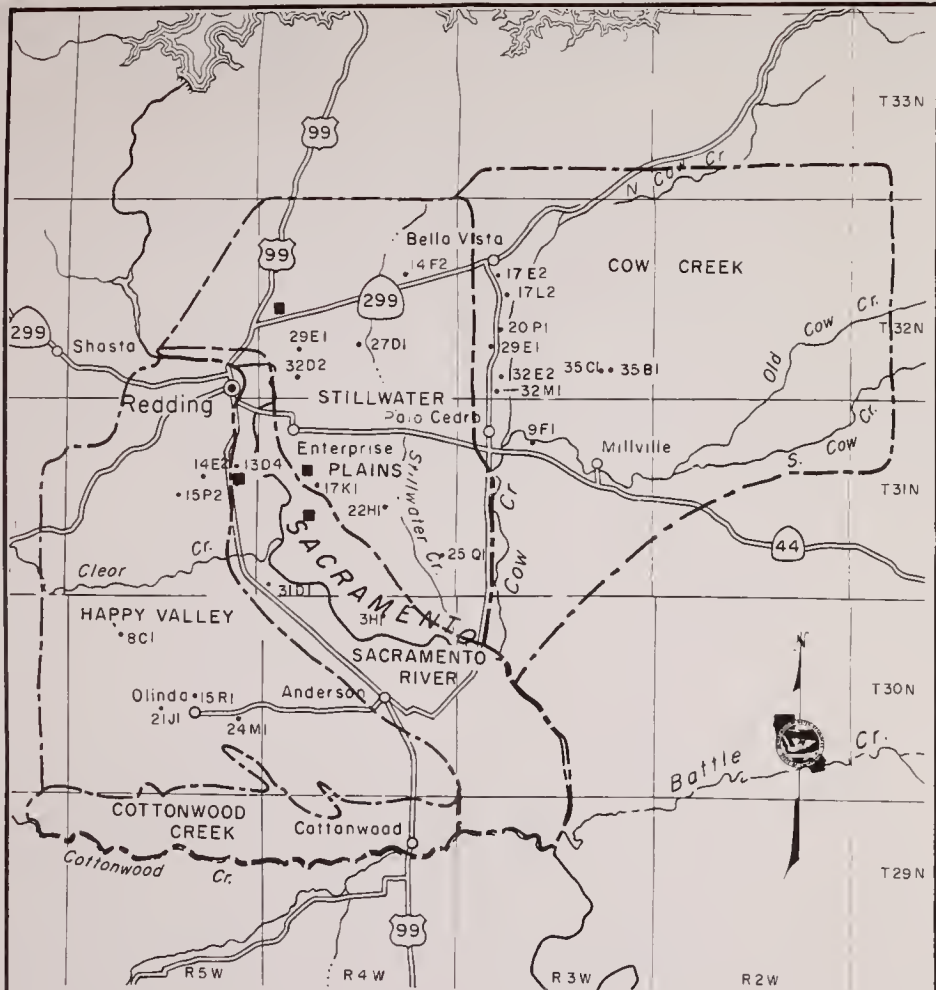 T33N
99
N Cow Cr
Bella Vista
99
14F2
17E2
COW CREEK
17L2
299
299
20P1
Old Cow Cr.
T32N
Shasta
29E1
27D1
29E1
32D2
32E2
35C1
35B1
STILLWATER
32M1
Redding
Palo Cedro
9F1
Enterprise
PLAINS
Millville
S. Cow Cr.
14E2
13D4
17K1
Stillwater Cr.
T31N
15P2
22H1
44
Clear Cr.
25Q1
Cow Cr
SACRAMENTO
31D1
HAPPY VALLEY
3H1
8C1
SACRAMENTO
RIVER
N
Olinda
15R1
Anderson
T30N
21J1
24M1
Battle Cr.
COTTONWOOD
CREEK
Cottonwood
Cottonwood Cr.
T29N
99
R5W
R4W
R3W
R2W